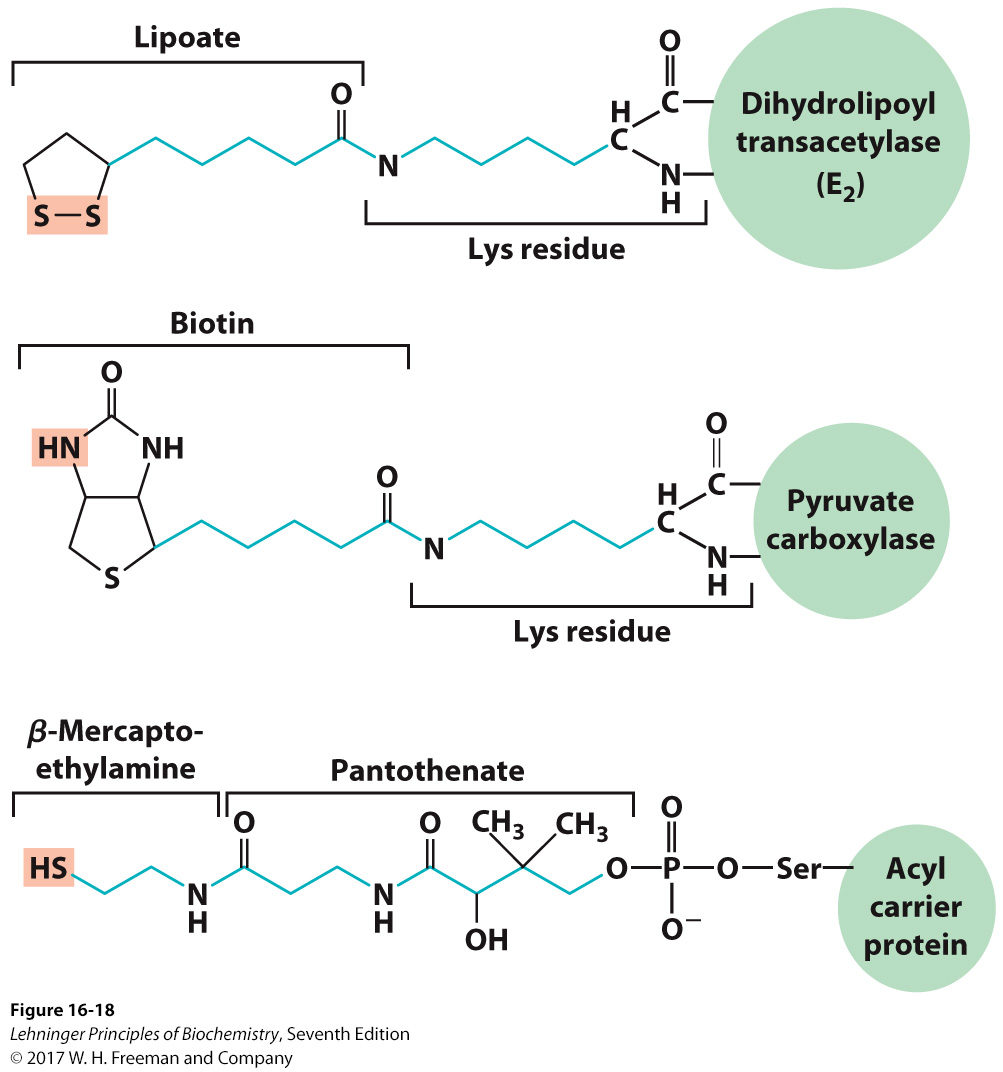 Lipoate
O
N
S—S
H
C
O
C
N
H
Dihydrolipoyl
transacetylase
(E₂)
Lys residue
Biotin
O
HN
NH
S
O
N
H
C
O
C
N
H
Pyruvate
carboxylase
Lys residue
β-Mercapto-
ethylamine
Pantothenate
HS
N
H
O
N
H
O
OH
CH₃
CH₃
O—P—O—Ser
O
O⁻
Acyl
carrier
protein
Figure 16-18
Lehninger Principles of Biochemistry, Seventh Edition
© 2017 W. H. Freeman and Company